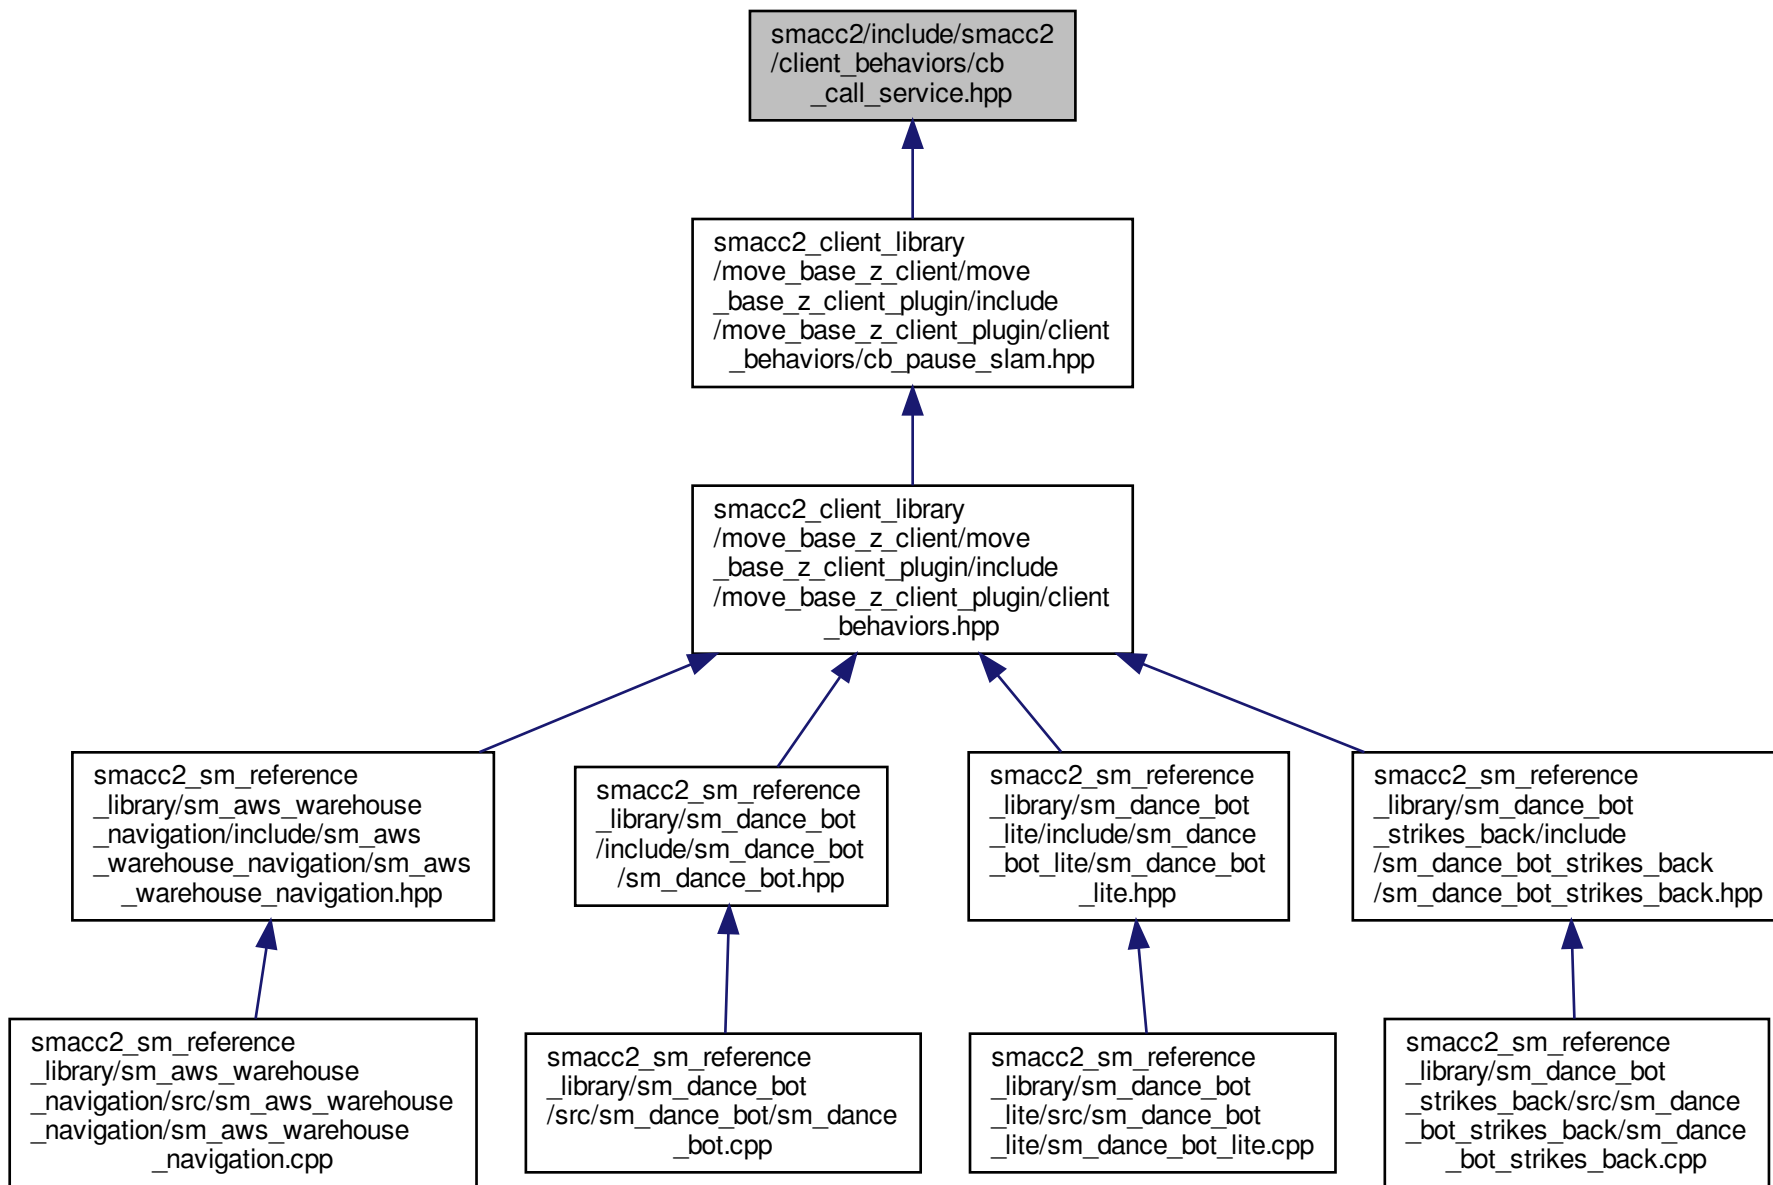 smacc2/include/smacc2
/client_behaviors/cb
_call_service.hpp
smacc2_client_library
/move_base_z_client/move
_base_z_client_plugin/include
/move_base_z_client_plugin/client
_behaviors/cb_pause_slam.hpp
smacc2_client_library
/move_base_z_client/move
_base_z_client_plugin/include
/move_base_z_client_plugin/client
_behaviors.hpp
smacc2_sm_reference
_library/sm_aws_warehouse
_navigation/include/sm_aws
_warehouse_navigation/sm_aws
_warehouse_navigation.hpp
smacc2_sm_reference
_library/sm_dance_bot
/include/sm_dance_bot
/sm_dance_bot.hpp
smacc2_sm_reference
_library/sm_dance_bot
_lite/include/sm_dance
_bot_lite/sm_dance_bot
_lite.hpp
smacc2_sm_reference
_library/sm_dance_bot
_strikes_back/include
/sm_dance_bot_strikes_back
/sm_dance_bot_strikes_back.hpp
smacc2_sm_reference
_library/sm_aws_warehouse
_navigation/src/sm_aws_warehouse
_navigation/sm_aws_warehouse
_navigation.cpp
smacc2_sm_reference
_library/sm_dance_bot
/src/sm_dance_bot/sm_dance
_bot.cpp
smacc2_sm_reference
_library/sm_dance_bot
_lite/src/sm_dance_bot
_lite/sm_dance_bot_lite.cpp
smacc2_sm_reference
_library/sm_dance_bot
_strikes_back/src/sm_dance
_bot_strikes_back/sm_dance
_bot_strikes_back.cpp